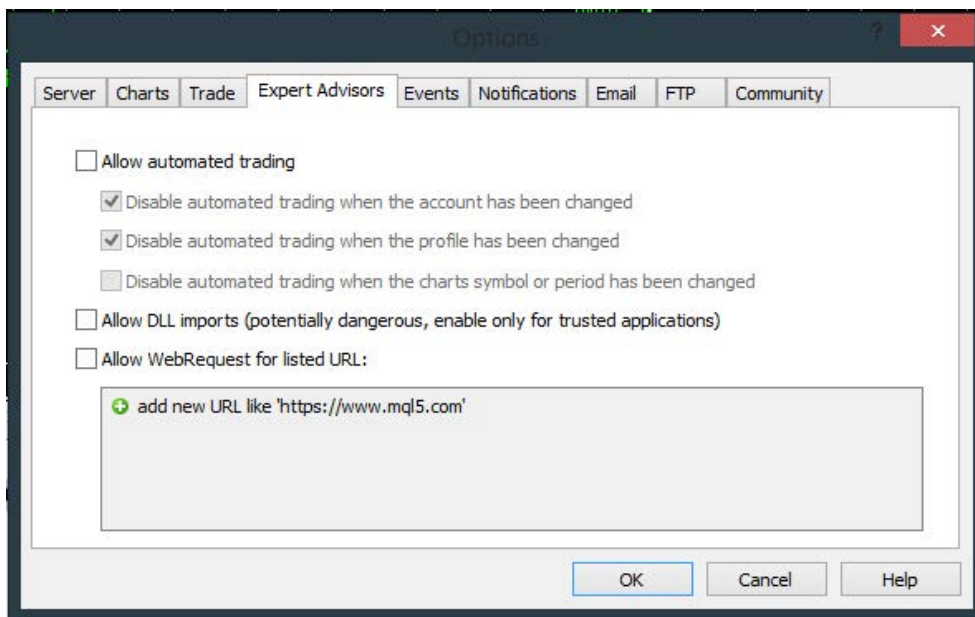 Options
?
Server Charts Trade Expert Advisors Events Notifications Email FTP Community
Allow automated trading
Disable automated trading when the account has been changed
Disable automated trading when the profile has been changed
Disable automated trading when the charts symbol or period has been changed
Allow DLL imports (potentially dangerous, enable only for trusted applications)
Allow WebRequest for listed URL:
add new URL like 'https://www.mql5.com'
OK Cancel Help